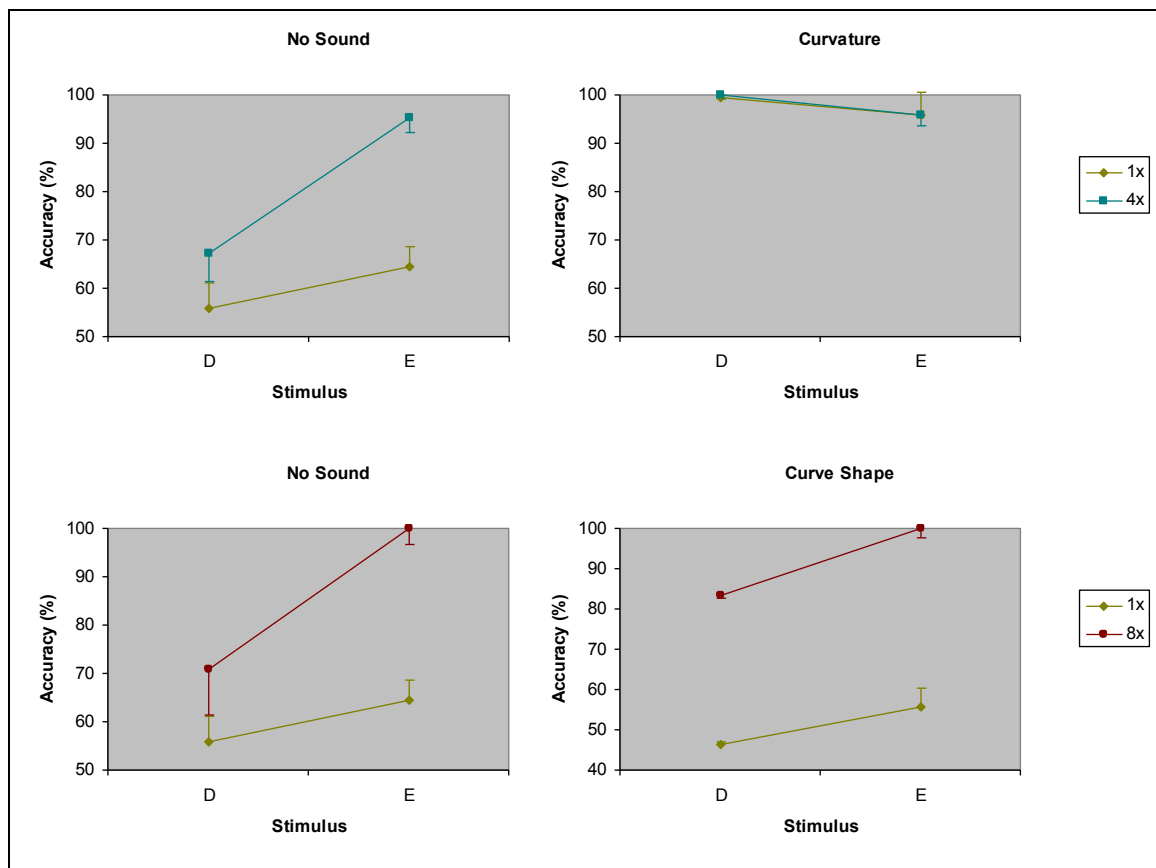 No Sound
100
90
80
70
60
50
Accuracy (%)
D E
Stimulus
Curvature
100
90
80
70
60
50
Accuracy (%)
D E
Stimulus
1x
4x
No Sound
100
90
80
70
60
50
Accuracy (%)
D E
Stimulus
Curve Shape
100
90
80
70
60
50
40
Accuracy (%)
D E
Stimulus
1x
8x